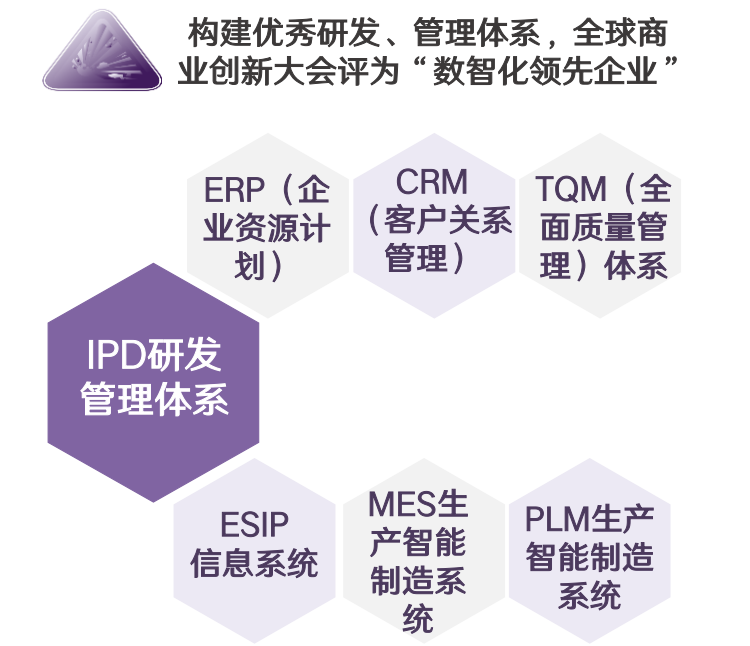 构建优秀研发、管理体系，全球商
业创新大会评为“数智化领先企业”
ERP（企
业资源计
划）
CRM
（客户关系
管理）
TQM（全
面质量管
理）体系
IPD研发
管理体系
ESIP
信息系统
MES生
产智能
制造系
统
PLM生产
智能制造
系统